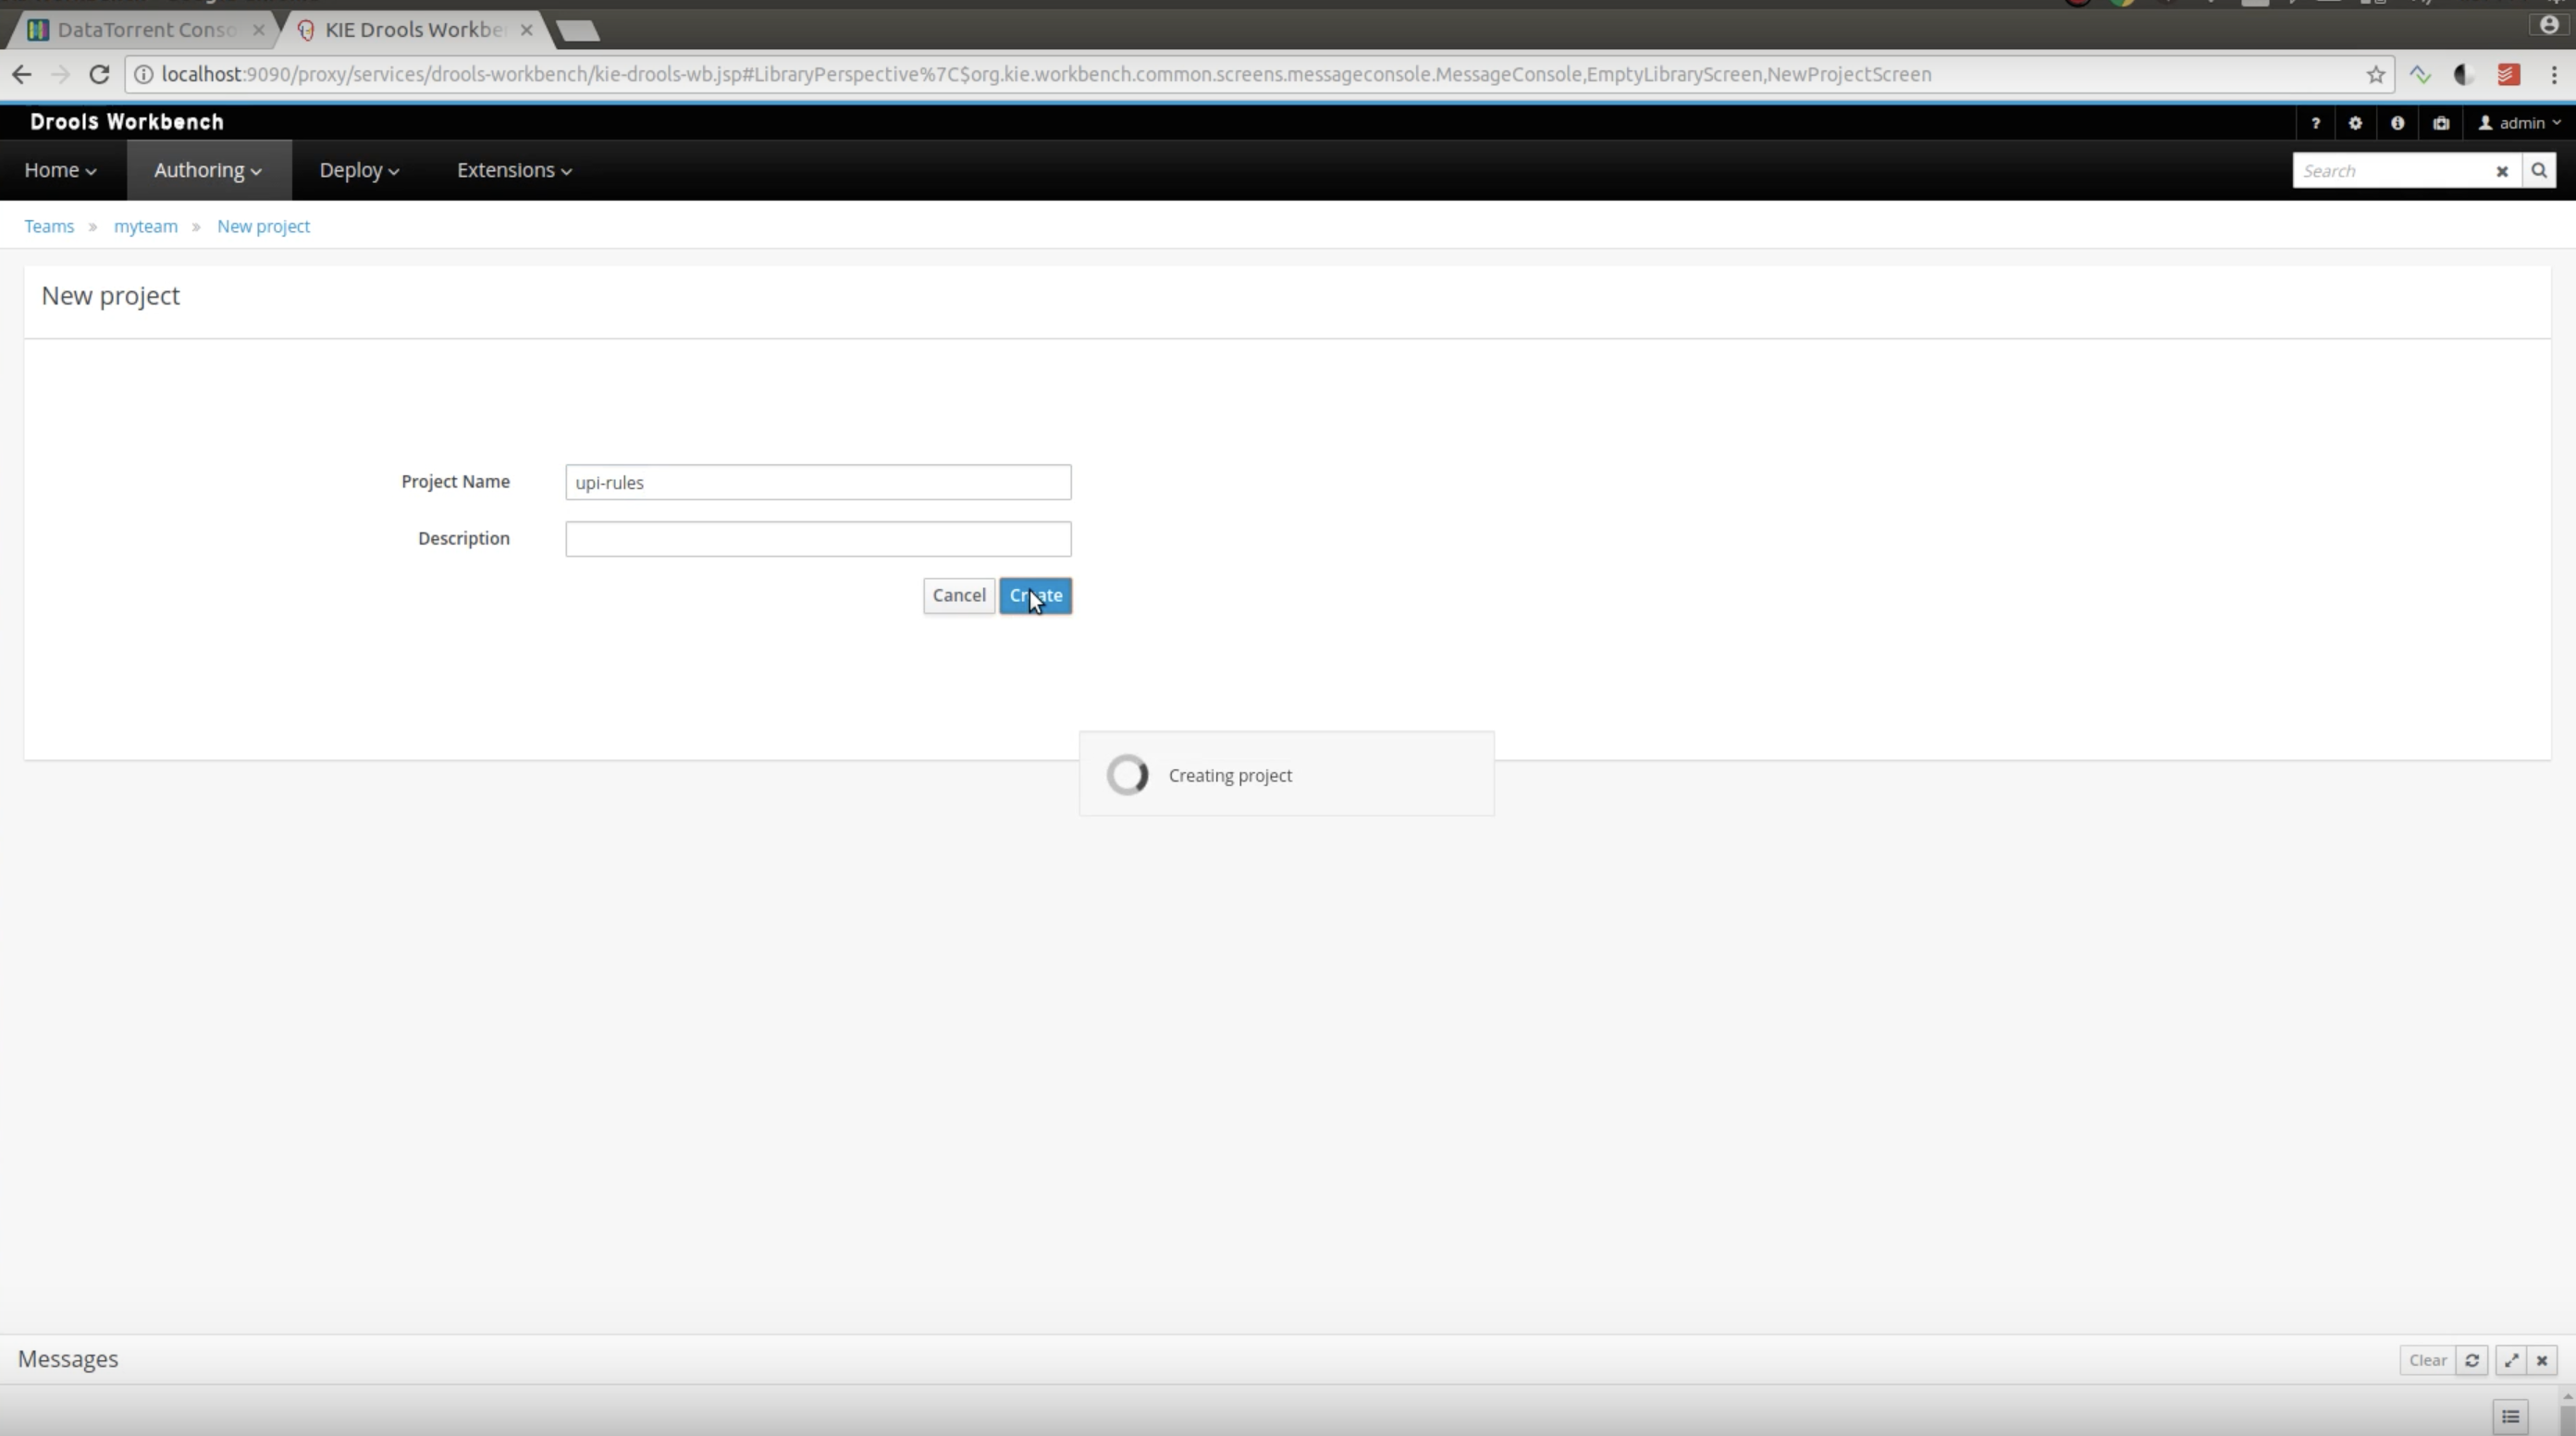 DataTorrent Conso
KIE Drools Workbe
localhost:9090/proxy/services/drools-workbench/kie-drools-wb.jsp#LibraryPerspective%7C$org.kie.workbench.common.screens.messageconsole.MessageConsole,EmptyLibraryScreen,NewProjectScreen
Drools Workbench
? admin
Home Authoring Deploy Extensions
Search
Teams » myteam » New project
New project
Project Name upi-rules
Description
Cancel Create
Creating project
Messages
Clear